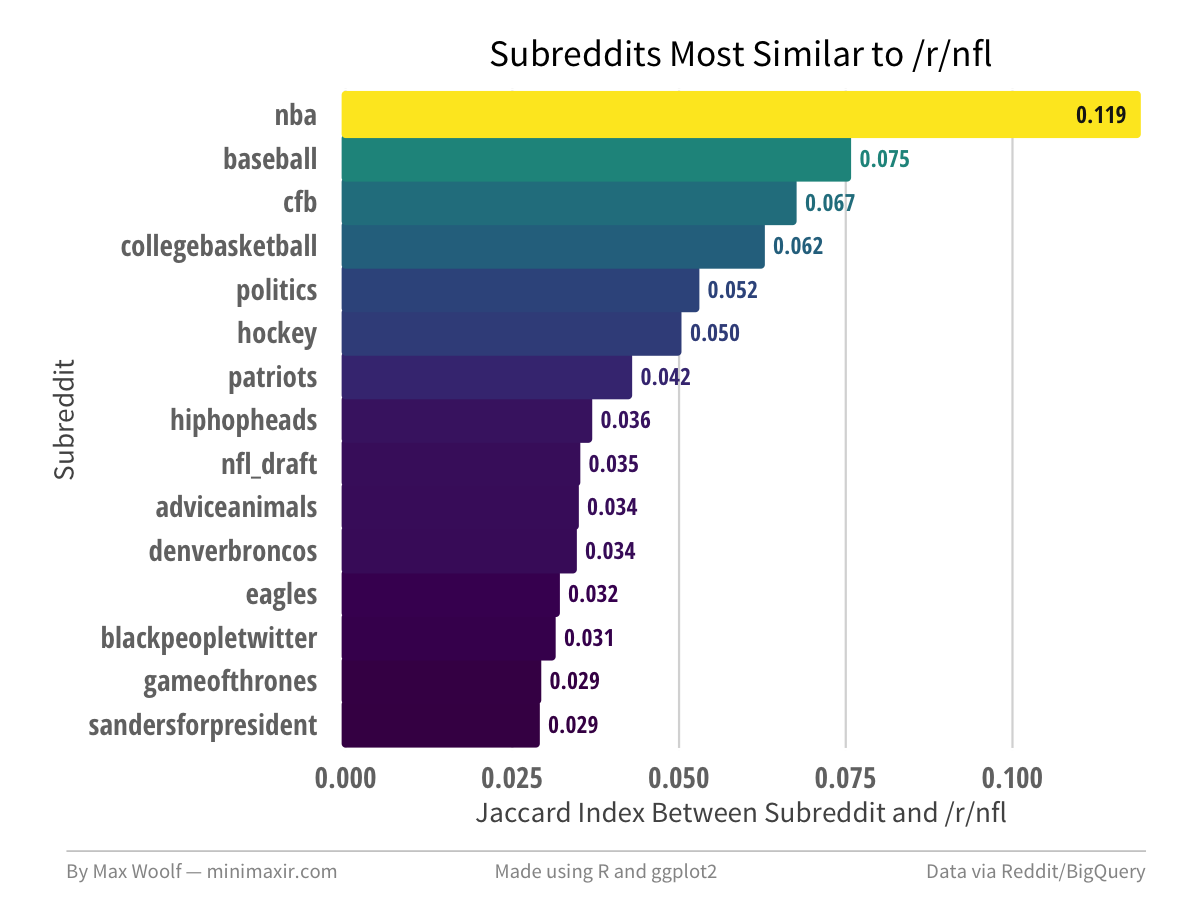 Subreddits Most Similar to /r/nfl
nba 0.119
baseball 0.075
cfb 0.067
collegebasketball 0.062
politics 0.052
hockey 0.050
patriots 0.042
hiphopheads 0.036
nfl_draft 0.035
adviceanimals 0.034
denverbroncos 0.034
eagles 0.032
blackpeopletwitter 0.031
gameofthrones 0.029
sandersforpresident 0.029
Subreddit
0.000 0.025 0.050 0.075 0.100
Jaccard Index Between Subreddit and /r/nfl
By Max Woolf — minimaxir.com Made using R and ggplot2 Data via Reddit/BigQuery